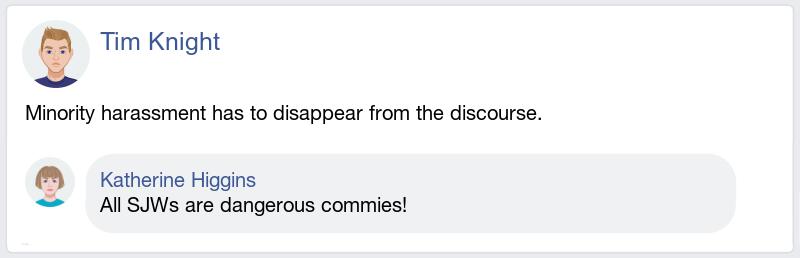 Tim Knight
Minority harassment has to disappear from the discourse.
Katherine Higgins
All SJWs are dangerous commies!